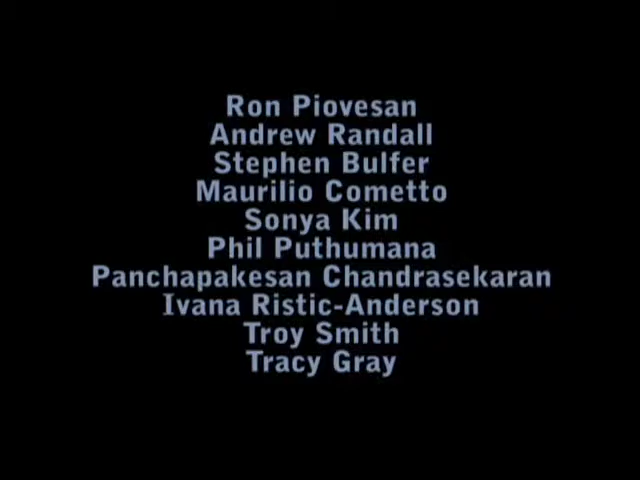 Ron Piovesan
Andrew Randall
Stephen Bulfer
Maurilio Cometto
Sonya Kim
Phil Puthumana
Panchapakesan Chandrasekaran
Ivana Ristic-Anderson
Troy Smith
Tracy Gray